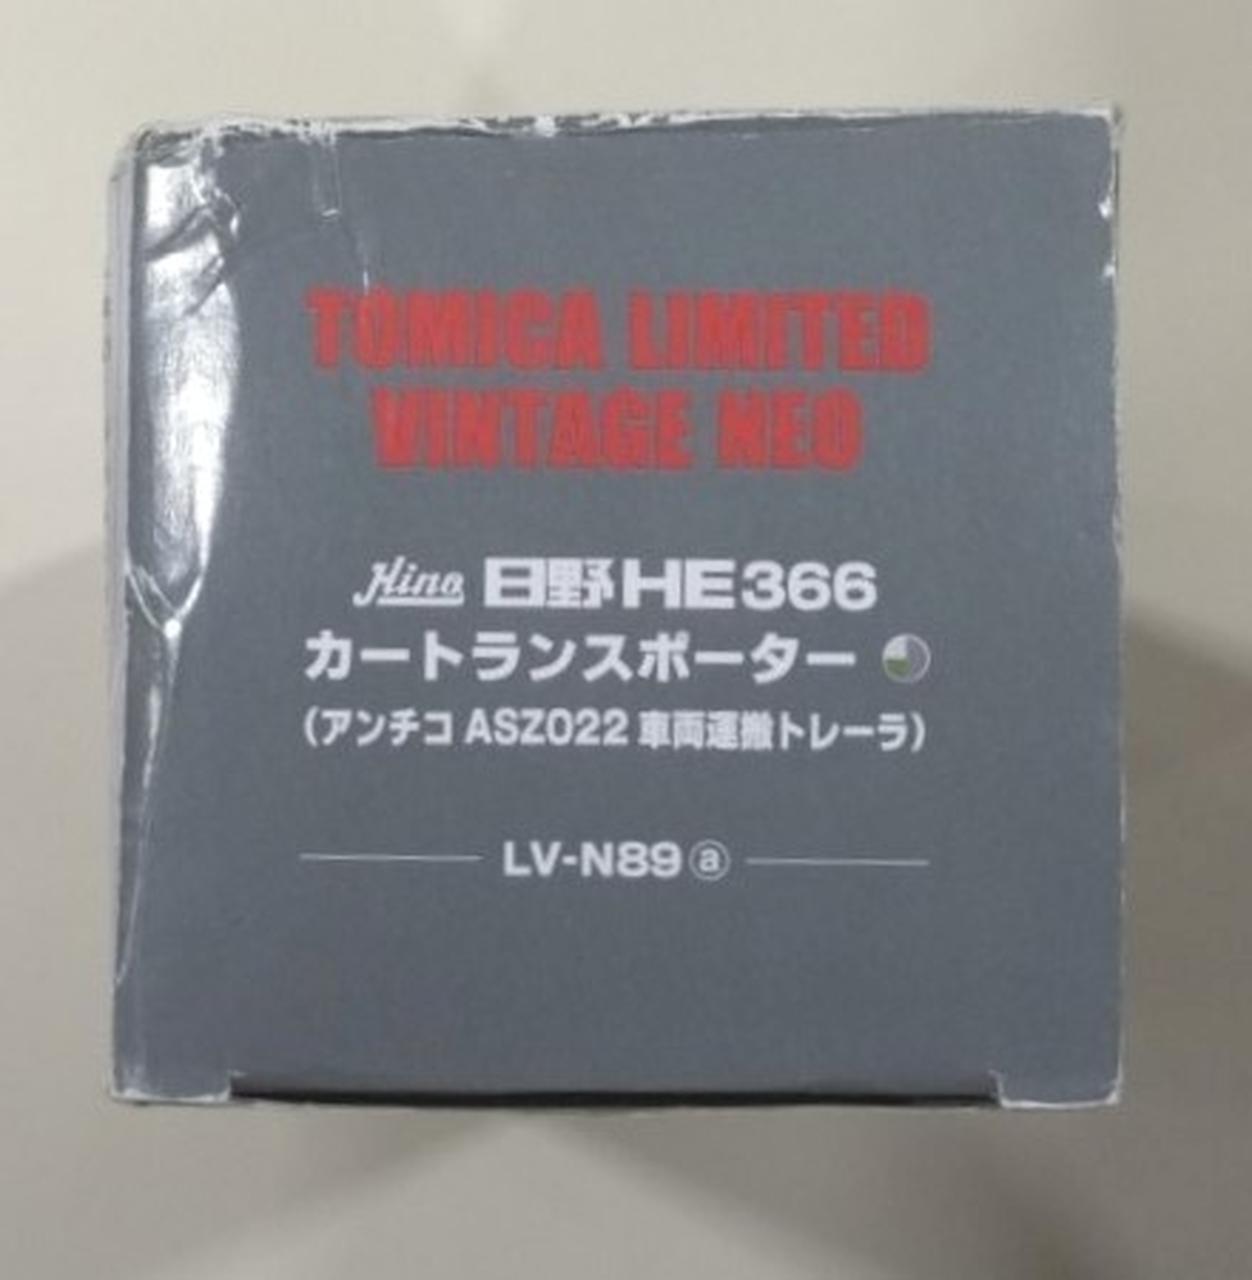 TOMICA LIMITED
VINTAGE NEO
Hino 日野HE366
カートランスポーター
(アンチコ ASZ022 車両運搬トレーラ)
LV-N89ⓐ